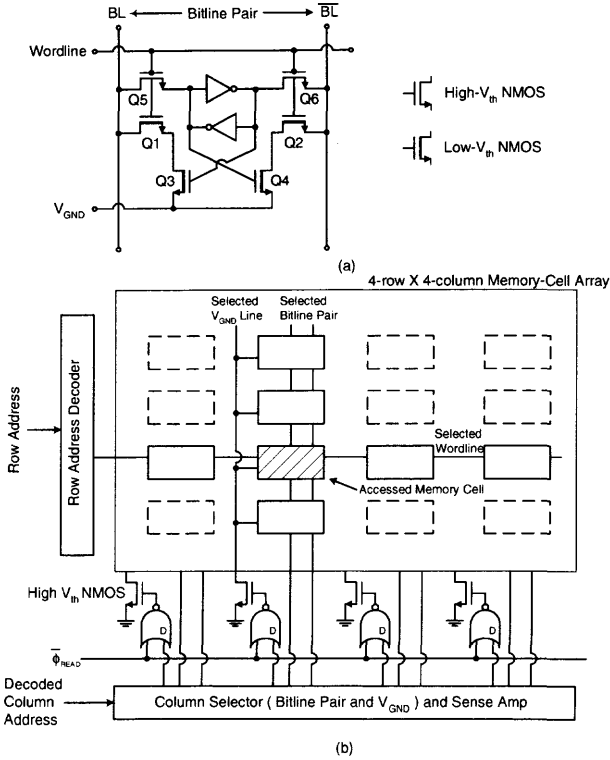 BL Bitline Pair BL
Wordline
Q5 Q6
Q1 Q2
Q3 Q4
VGND
High-Vth NMOS
Low-Vth NMOS
(a)
4-row X 4-column Memory-Cell Array
Selected
VGND Line
Selected
Bitline Pair
Row Address
Row Address Decoder
Selected
Wordline
Accessed Memory Cell
High Vth NMOS
D D D D
φREAD
Decoded
Column
Address
Column Selector ( Bitline Pair and VGND ) and Sense Amp
(b)